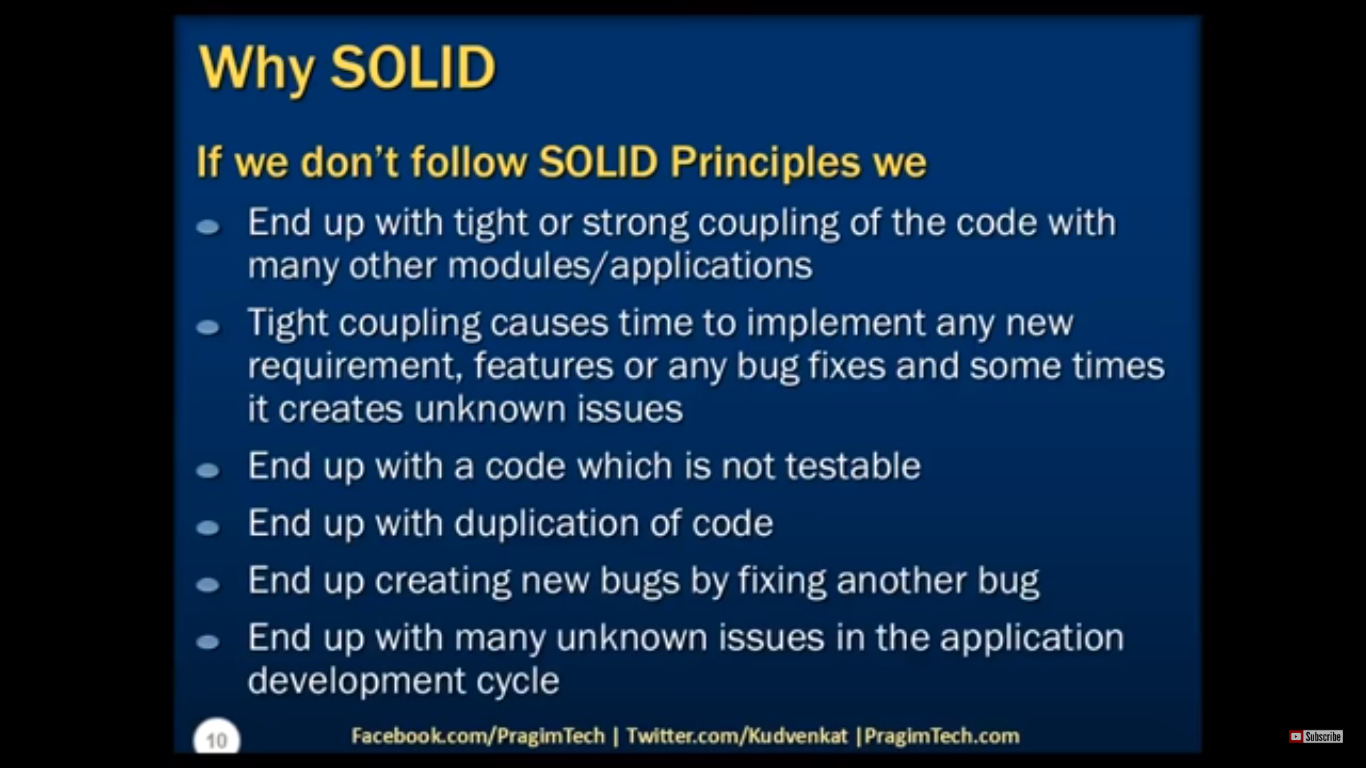 Why SOLID
If we don't follow SOLID Principles we
End up with tight or strong coupling of the code with
many other modules/applications
Tight coupling causes time to implement any new
requirement, features or any bug fixes and some times
it creates unknown issues
End up with a code which is not testable
End up with duplication of code
End up creating new bugs by fixing another bug
End up with many unknown issues in the application
development cycle
10
Facebook.com/PragimTech | Twitter.com/Kudvenkat |PragimTech.com
Subscribe